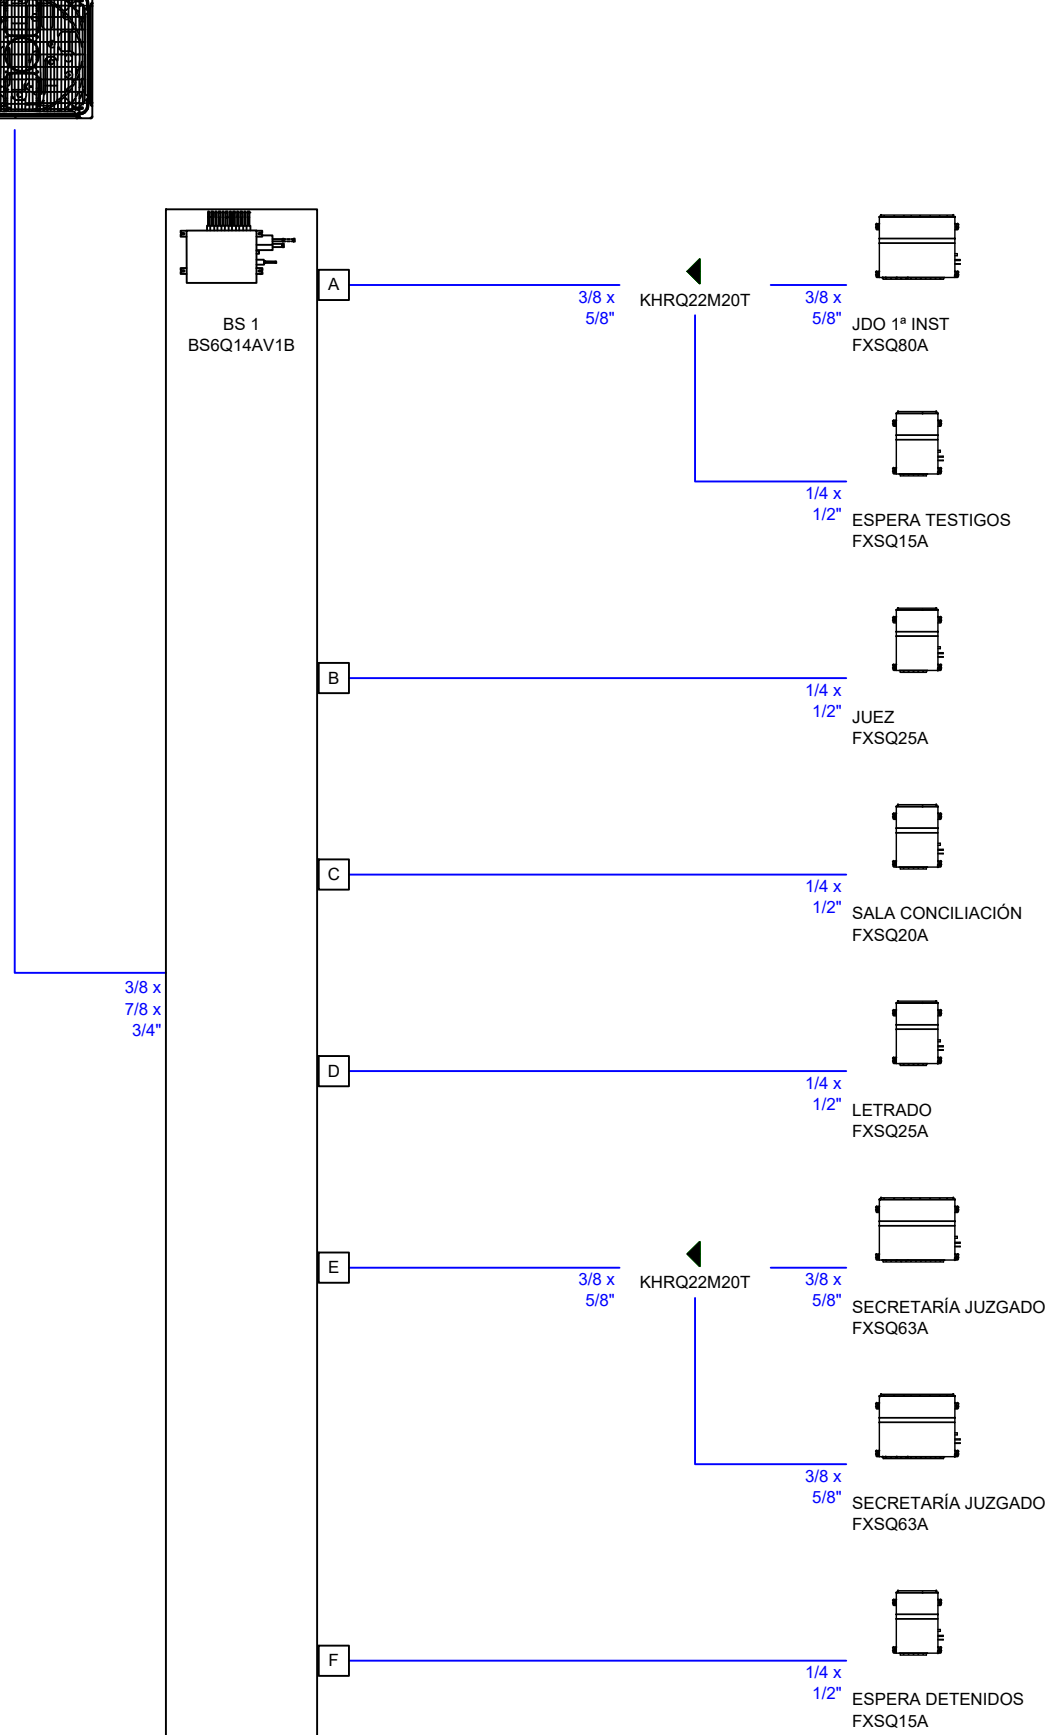 BS 1
BS6Q14AV1B
A
3/8 x
5/8"
KHRQ22M20T
3/8 x
5/8"
JDO 1ª INST
FXSQ80A
1/4 x
1/2"
ESPERA TESTIGOS
FXSQ15A
B
1/4 x
1/2"
JUEZ
FXSQ25A
C
1/4 x
1/2"
SALA CONCILIACIÓN
FXSQ20A
3/8 x
7/8 x
3/4"
D
1/4 x
1/2"
LETRADO
FXSQ25A
E
3/8 x
5/8"
KHRQ22M20T
3/8 x
5/8"
SECRETARÍA JUZGADO
FXSQ63A
3/8 x
5/8"
SECRETARÍA JUZGADO
FXSQ63A
F
1/4 x
1/2"
ESPERA DETENIDOS
FXSQ15A